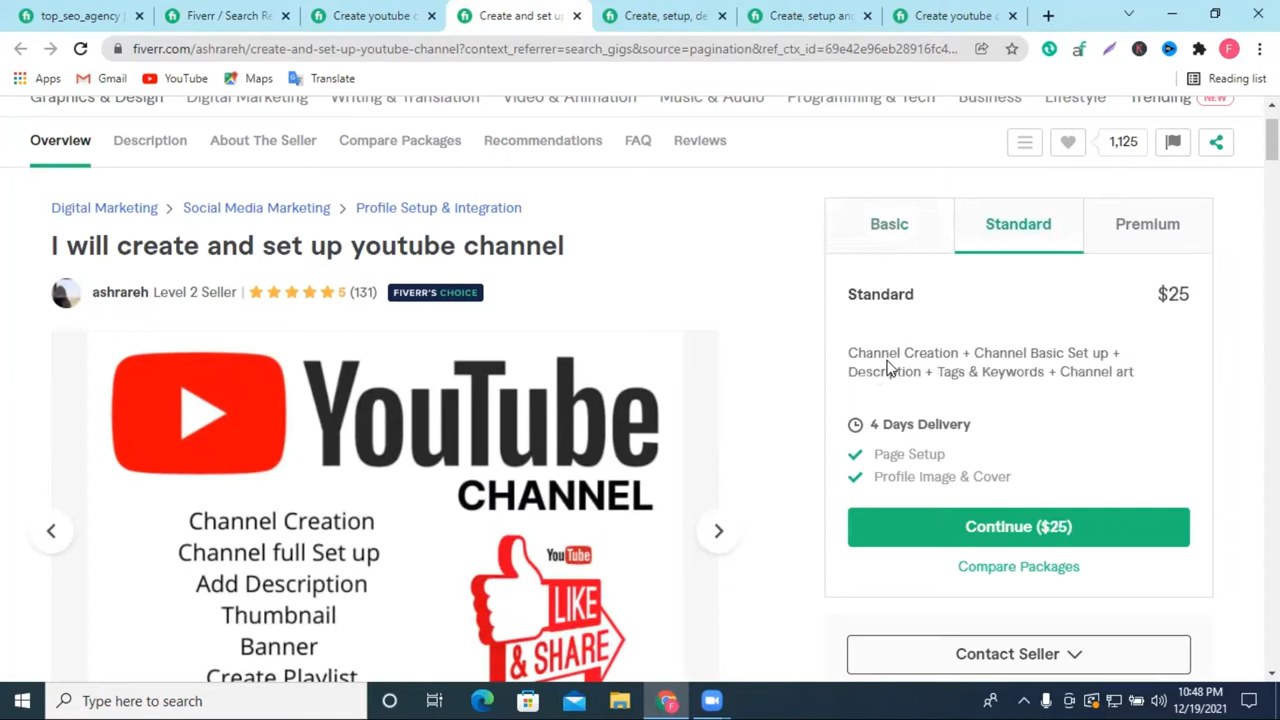 top_seo_agency |
Fiverr / Search Re
Create youtube c
Create and set up
Create, setup, de
Create, setup and
Create youtube c
fiverr.com/ashrareh/create-and-set-up-youtube-channel?context_referrer=search_gigs&source=pagination&ref_ctx_id=69e42e96eb28916fc4...
Apps
Gmail
YouTube
Maps
Translate
Reading list
Graphics & Design
Digital Marketing
Writing & Translation
Video & Animation
Music & Audio
Programming & Tech
Business
Lifestyle
Trending
NEW
Overview
Description
About The Seller
Compare Packages
Recommendations
FAQ
Reviews
1,125
Digital Marketing > Social Media Marketing > Profile Setup & Integration
I will create and set up youtube channel
ashrareh Level 2 Seller | 5 (131) FIVERR'S CHOICE
YouTube
CHANNEL
Channel Creation
Channel full Set up
Add Description
Thumbnail
Banner
Create Playlist
YouTube
LIKE
& SHARE
Basic
Standard
Premium
Standard
$25
Channel Creation + Channel Basic Set up +
Description + Tags & Keywords + Channel art
4 Days Delivery
Page Setup
Profile Image & Cover
Continue ($25)
Compare Packages
Contact Seller
Type here to search
10:48 PM
12/19/2021